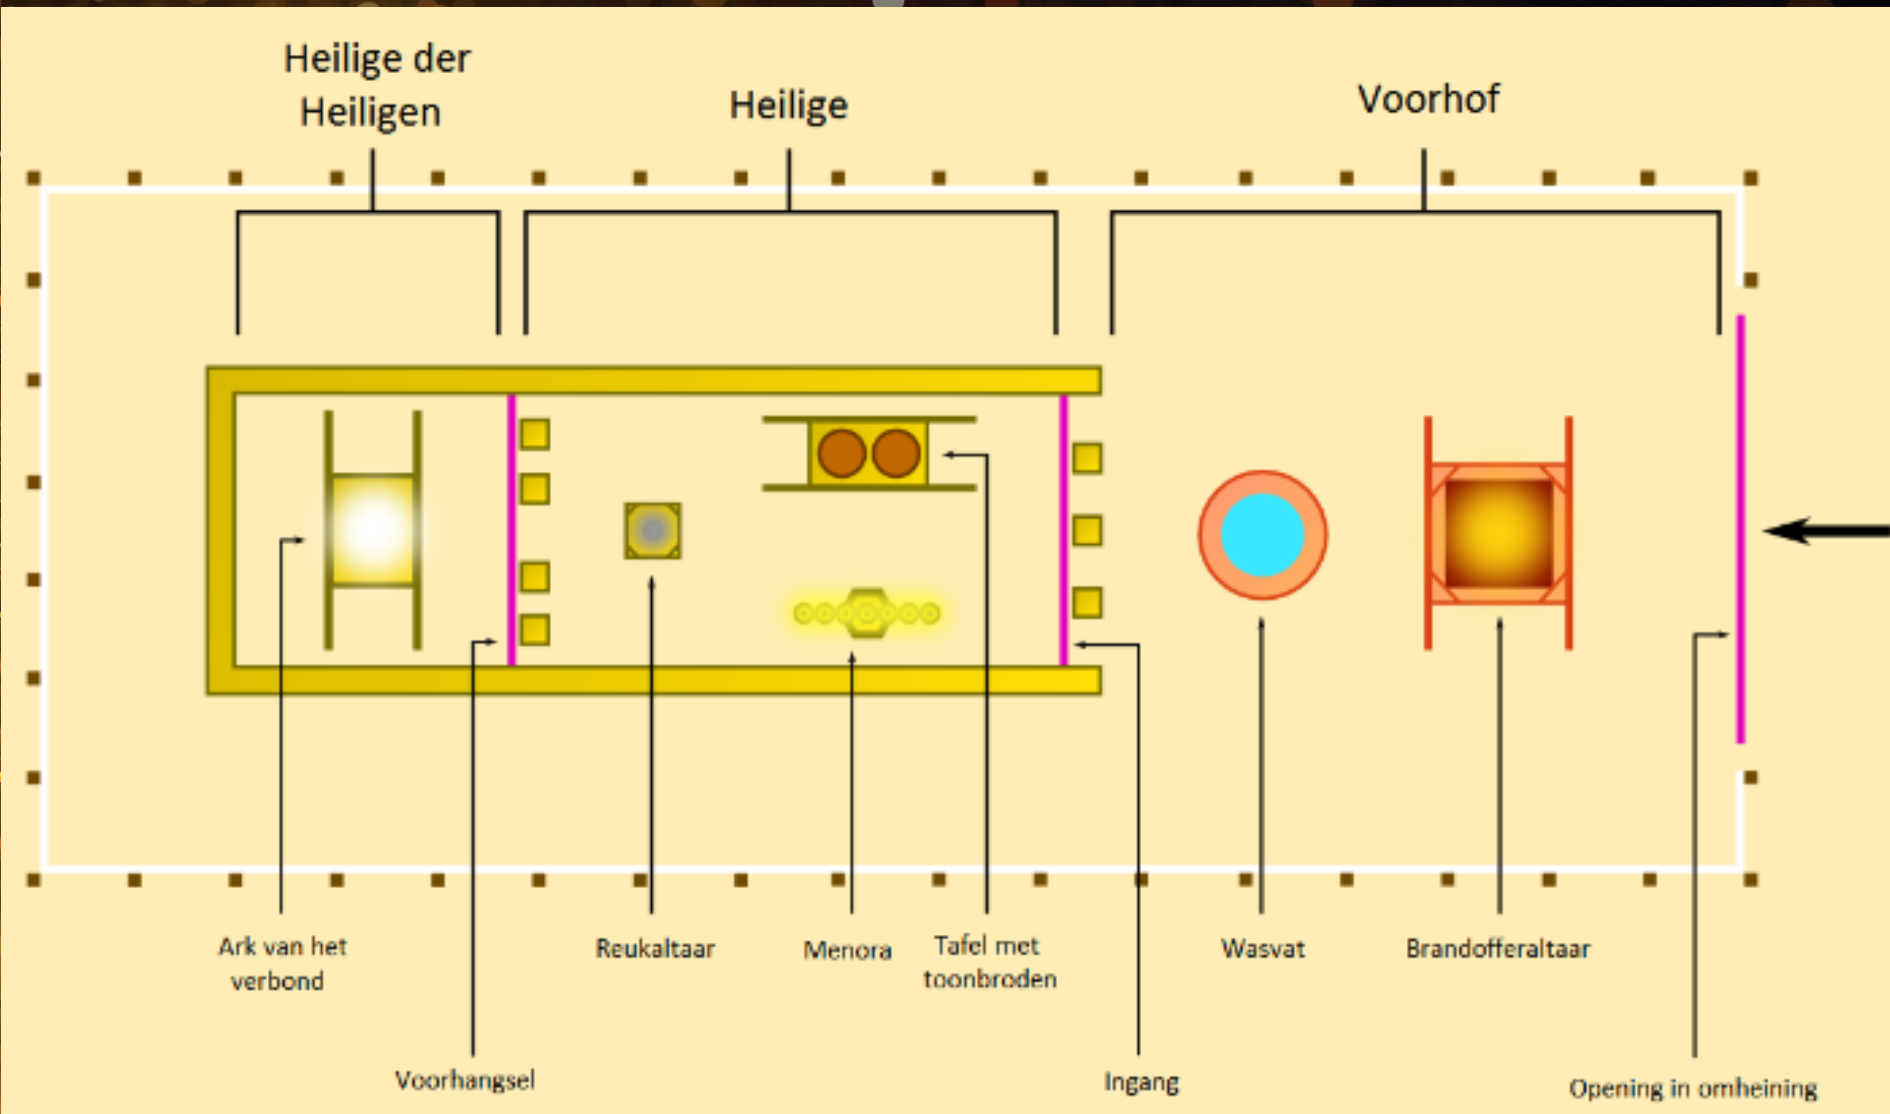 Heilige der
Heiligen
Heilige
Voorhof
Ark van het
verbond
Reukaltaar
Menora
Tafel met
toonbroden
Wasvat
Brandofferaltaar
Voorhangsel
Ingang
Opening in omheining